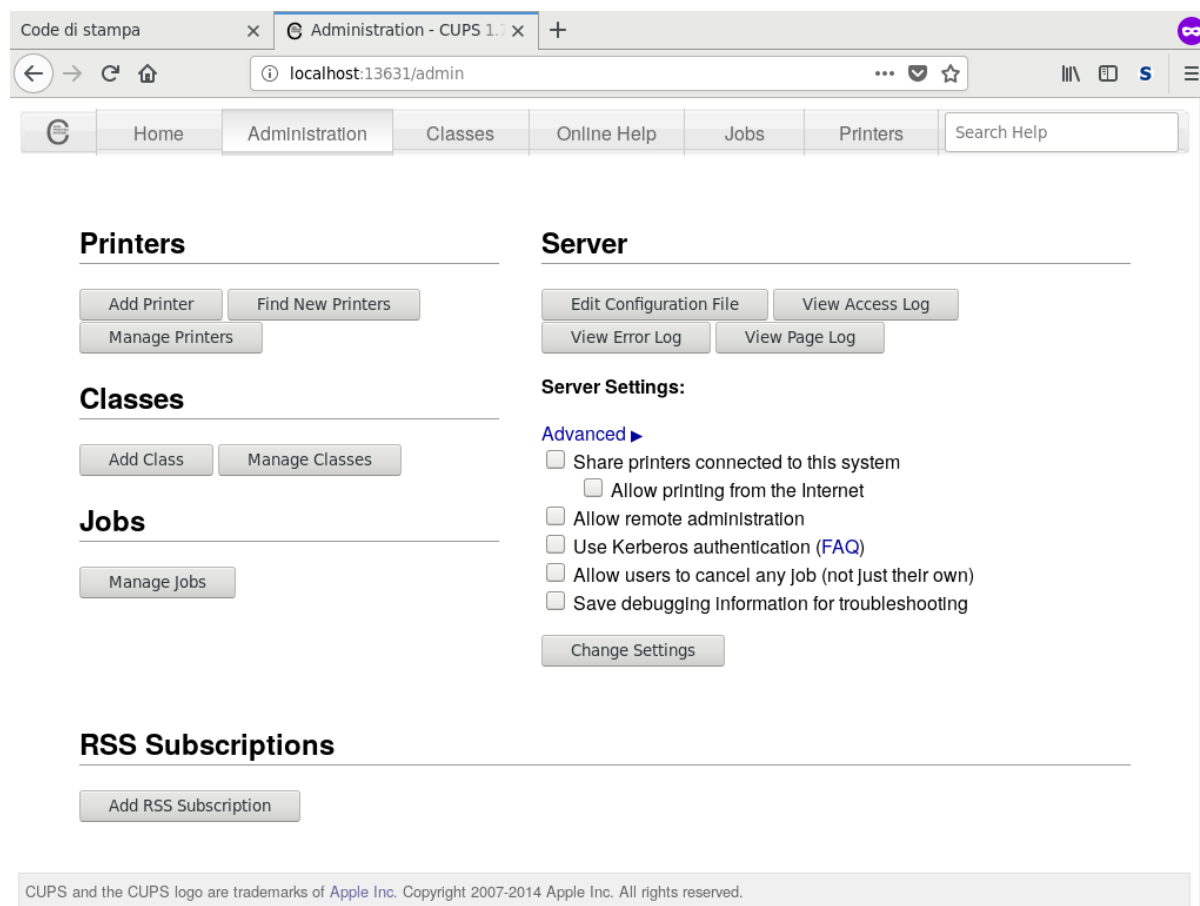 Code di stampa
Administration - CUPS 1.7
localhost:13631/admin
Home Administration Classes Online Help Jobs Printers Search Help
Printers
Add Printer Find New Printers
Manage Printers
Classes
Add Class Manage Classes
Jobs
Manage Jobs
Server
Edit Configuration File View Access Log
View Error Log View Page Log
Server Settings:
Advanced ▶
Share printers connected to this system
Allow printing from the Internet
Allow remote administration
Use Kerberos authentication (FAQ)
Allow users to cancel any job (not just their own)
Save debugging information for troubleshooting
Change Settings
RSS Subscriptions
Add RSS Subscription
CUPS and the CUPS logo are trademarks of Apple Inc. Copyright 2007-2014 Apple Inc. All rights reserved.